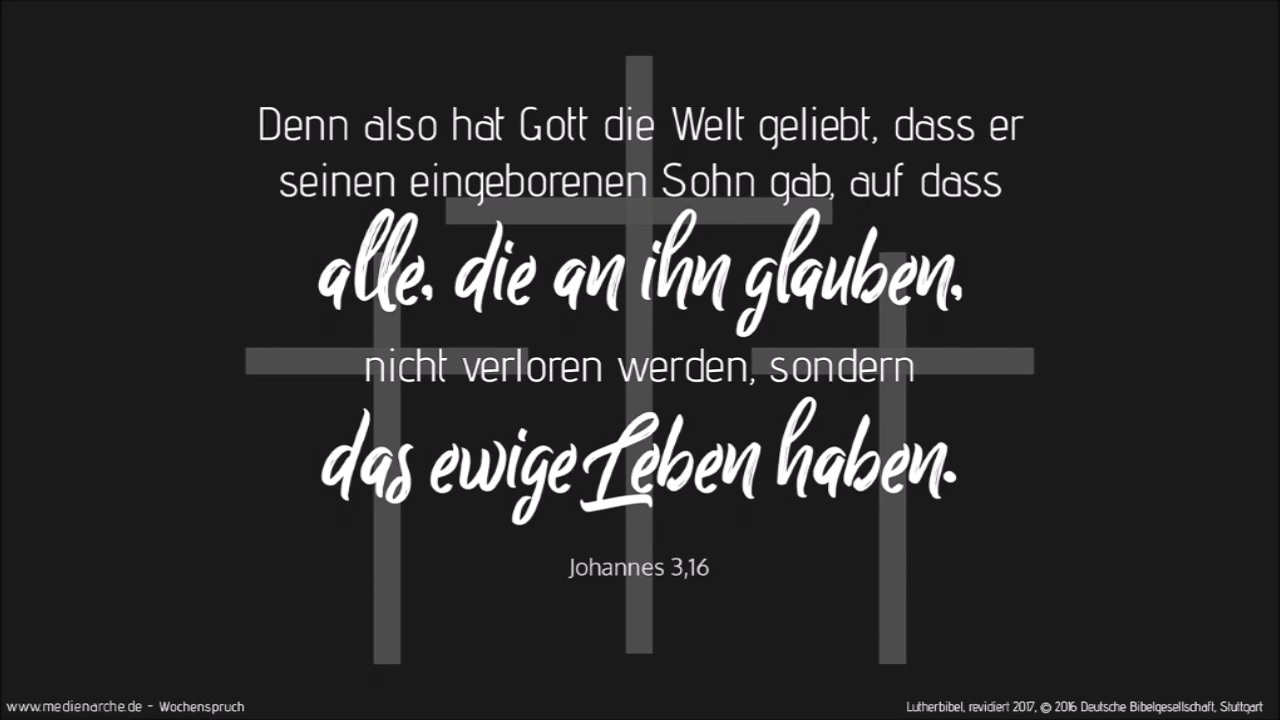 Denn also hat Gott die Welt geliebt, dass er
seinen eingeborenen Sohn gab, auf dass
alle, die an ihn glauben,
nicht verloren werden, sondern
das ewige Leben haben.
Johannes 3,16
www.medienarche.de - Wochenspruch
Lutherbibel, revidiert 2017, © 2016 Deutsche Bibelgesellschaft, Stuttgart